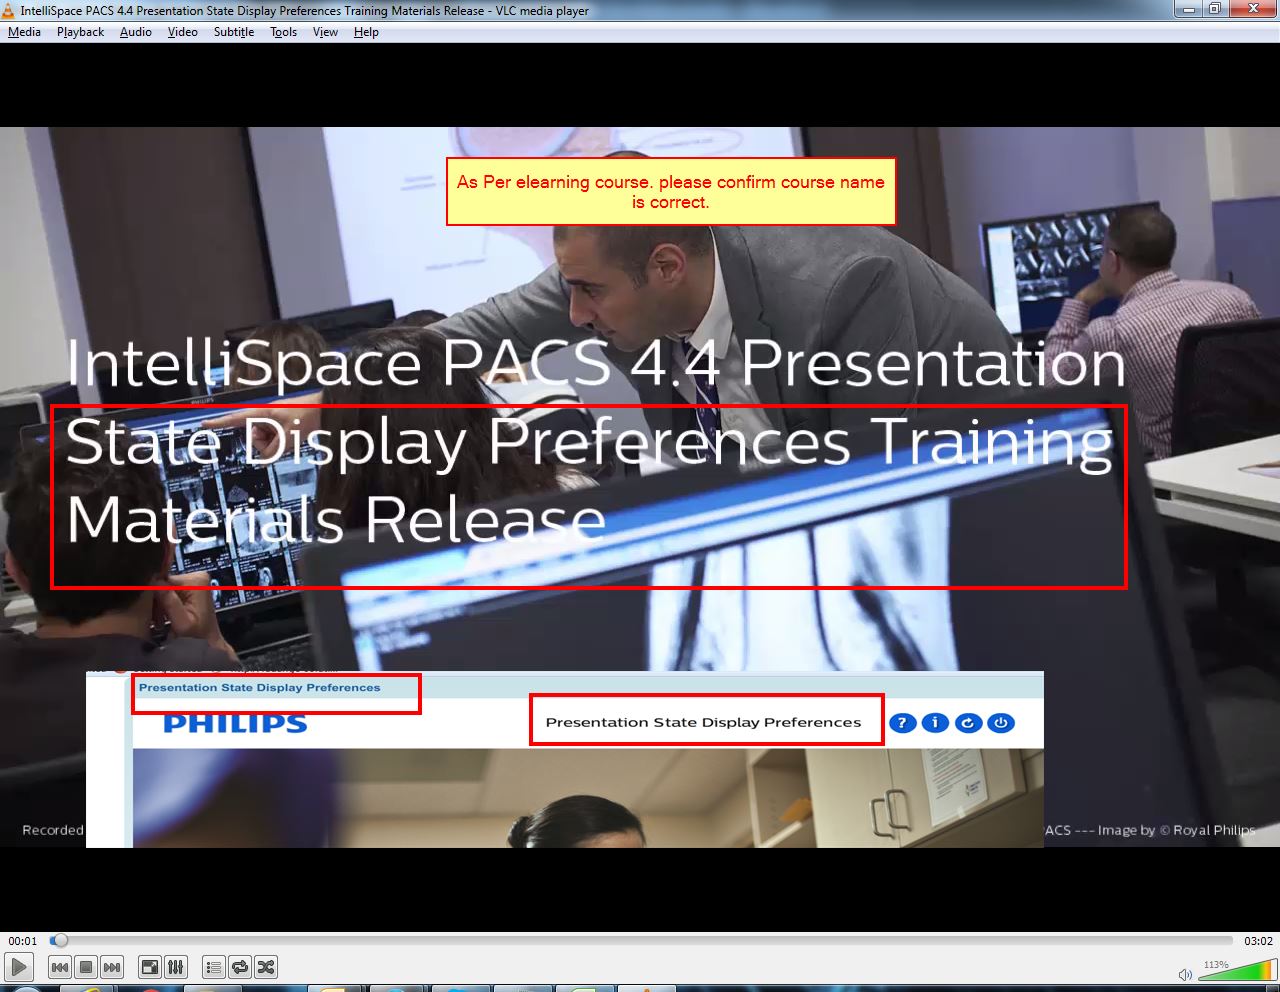 IntelliSpace PACS 4.4 Presentation State Display Preferences Training Materials Release - VLC media player
Media Playback Audio Video Subtitle Tools View Help
As Per elearning course. please confirm course name
is correct.
IntelliSpace PACS 4.4 Presentation
State Display Preferences Training
Materials Release
Presentation State Display Preferences
PHILIPS
Presentation State Display Preferences
Recorded
PACS --- Image by © Royal Philips
00:01
03:02
113%